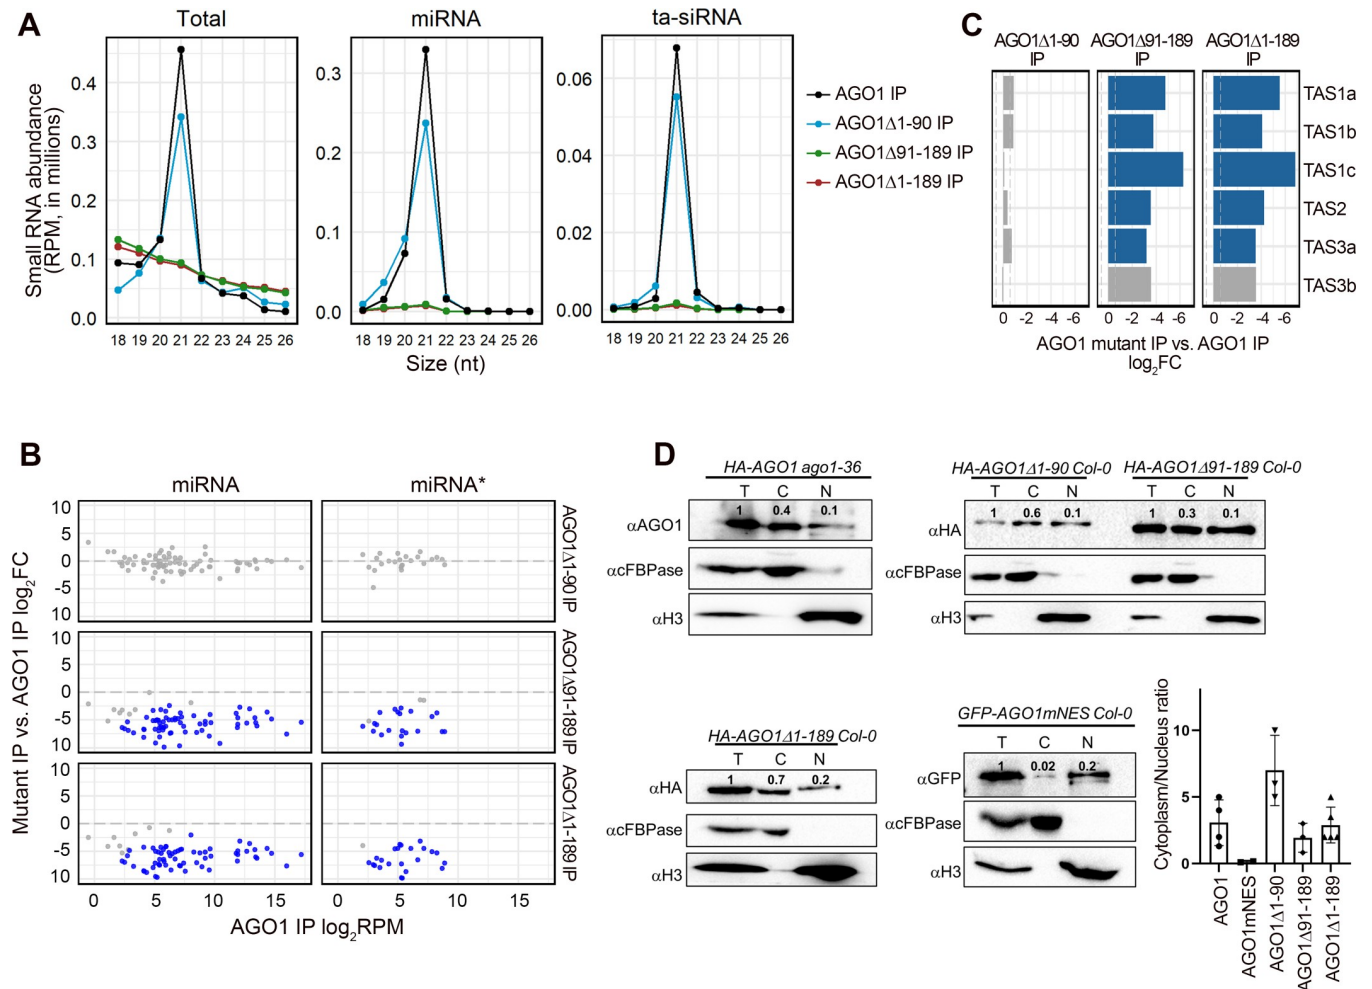 A
Total
miRNA
ta-siRNA
Small RNA abundance
(RPM, in millions)
0.4
0.3
0.2
0.1
0.0
18 19 20 21 22 23 24 25 26
0.3
0.2
0.1
0.0
18 19 20 21 22 23 24 25 26
0.06
0.04
0.02
0.00
18 19 20 21 22 23 24 25 26
Size (nt)
AGO1 IP
AGO1Δ1-90 IP
AGO1Δ91-189 IP
AGO1Δ1-189 IP
C
AGO1Δ1-90
IP
AGO1Δ91-189
IP
AGO1Δ1-189
IP
TAS1a
TAS1b
TAS1c
TAS2
TAS3a
TAS3b
0 -2 -4 -6
0 -2 -4 -6
0 -2 -4 -6
AGO1 mutant IP vs. AGO1 IP
log2FC
B
miRNA
miRNA*
Mutant IP vs. AGO1 IP log2FC
10
5
0
-5
10
AGO1Δ1-90 IP
10
5
0
-5
10
AGO1Δ91-189 IP
10
5
0
-5
10
AGO1Δ1-189 IP
0 5 10 15
0 5 10 15
AGO1 IP log2RPM
D
HA-AGO1 ago1-36
T C N
1 0.4 0.1
αAGO1
αcFBPase
αH3
HA-AGO1Δ1-90 Col-0
HA-AGO1Δ91-189 Col-0
T C N
T C N
1 0.6 0.1
1 0.3 0.1
αHA
αcFBPase
αH3
HA-AGO1Δ1-189 Col-0
T C N
1 0.7 0.2
αHA
αcFBPase
αH3
GFP-AGO1mNES Col-0
T C N
1 0.02 0.2
αGFP
αcFBPase
αH3
Cytoplasm/Nucleus ratio
10
5
0
AGO1
AGO1mNES
AGO1Δ1-90
AGO1Δ91-189
AGO1Δ1-189